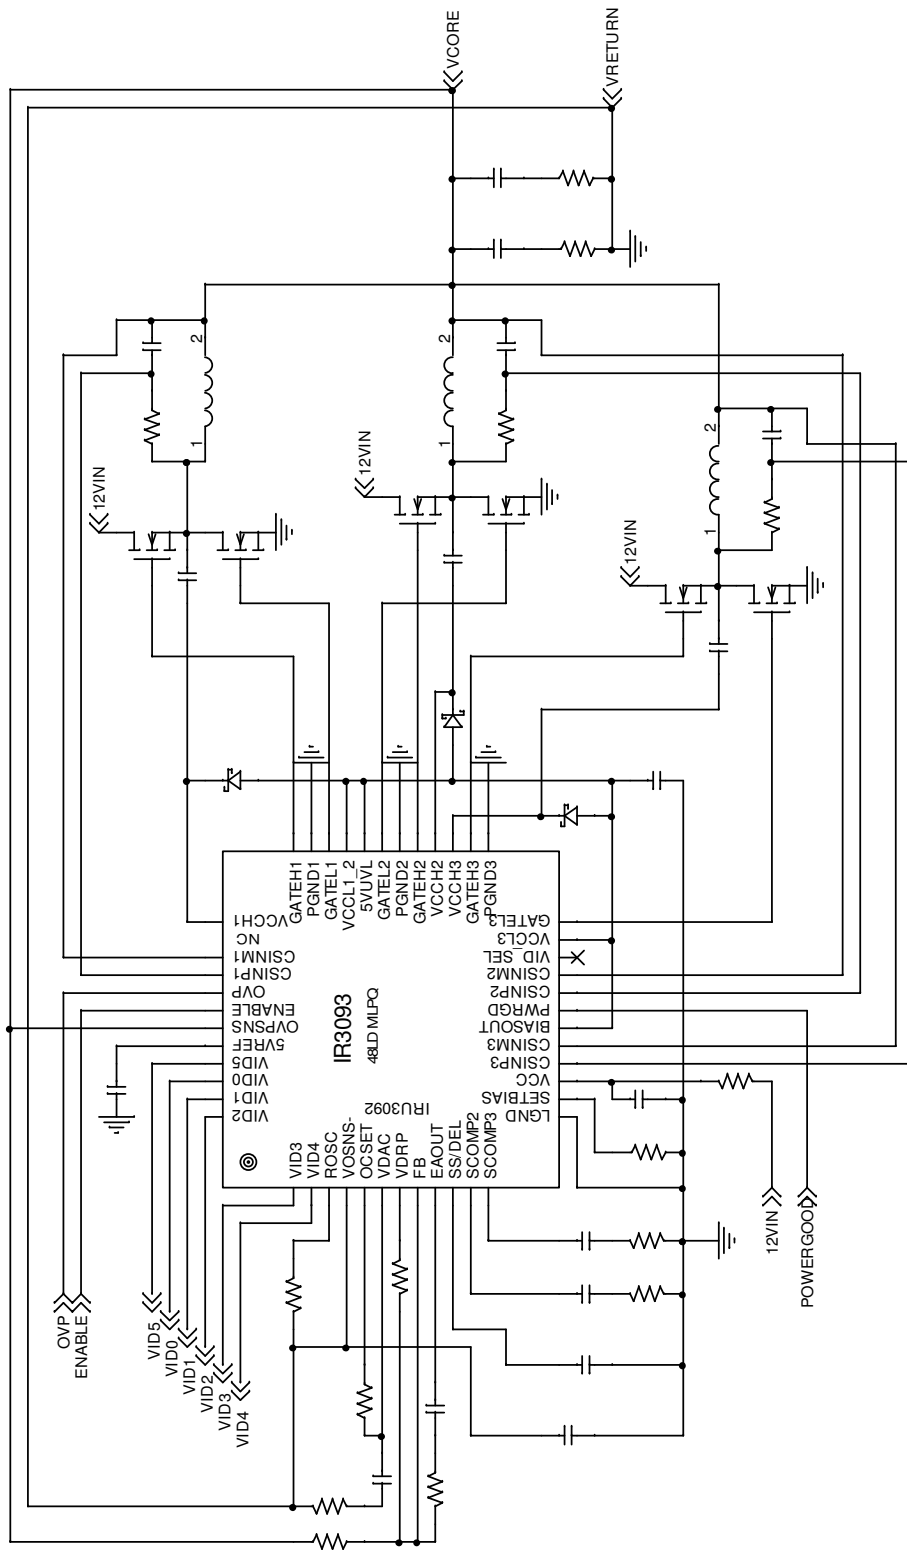 VCORE
VRETURN
2
1
12VIN
2
1
12VIN
2
1
12VIN
VCCH1
NC
CSINM1
CSINP1
OVP
ENABLE
OVPSNS
5VREF
VID5
VID0
VID1
VID2
GATEH1
PGND1
GATEL1
VCCL1_2
5VUVL
GATEL2
PGND2
GATEH2
VCCH2
VCCH3
GATEH3
PGND3
IR3093
48LD MLPQ
IRU3092
GATEL3
VCCL3
VID_SEL
CSINM2
CSINP2
PWRGD
BIASOUT
CSINM3
CSINP3
VCC
SETBIAS
LGND
VID3
VID4
ROSC
VOSNS-
OCSET
VDAC
VDRP
FB
EAOUT
SS/DEL
SCOMP2
SCOMP3
OVP
ENABLE
VID5
VID0
VID1
VID2
VID3
VID4
12VIN
POWERGOOD